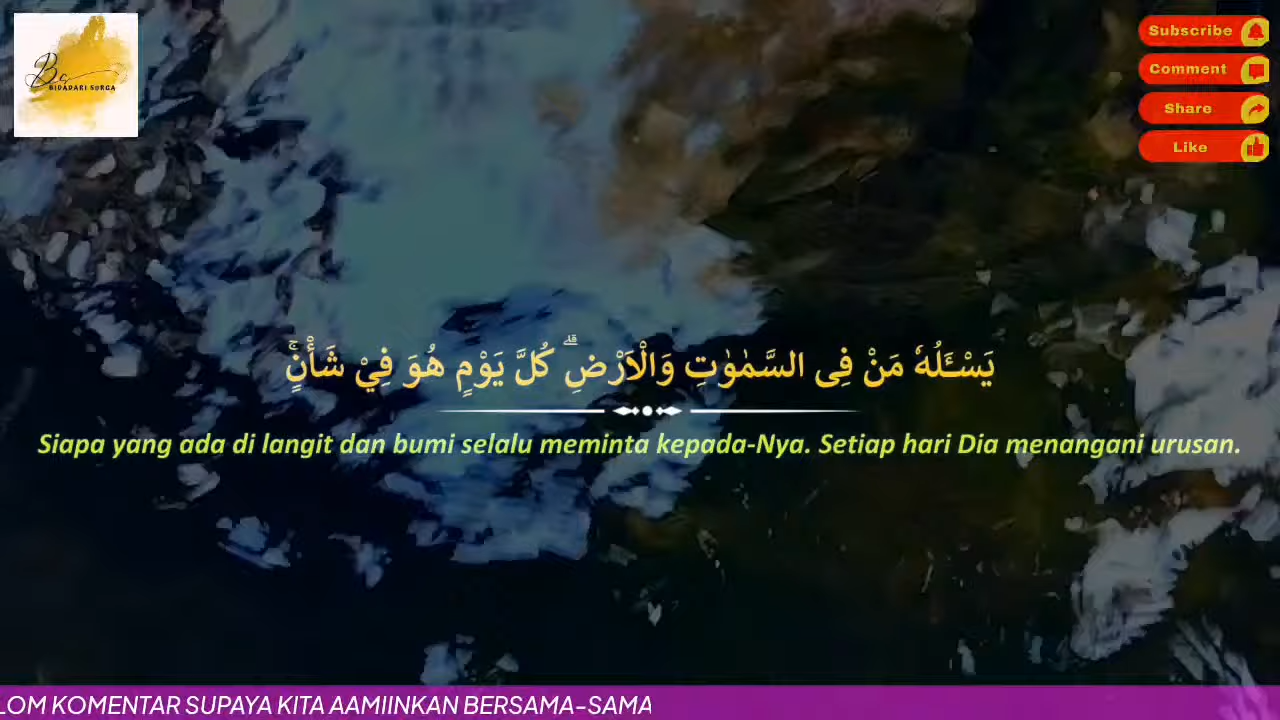 BIDADARI SURGA
Subscribe
Comment
Share
Like
يَسْـَٔلُهٗ مَنْ فِى السَّمٰوٰتِ وَالْاَرْضِۗ كُلَّ يَوْمٍ هُوَ فِيْ شَأْنٍۚ
Siapa yang ada di langit dan bumi selalu meminta kepada-Nya. Setiap hari Dia menangani urusan.
LOM KOMENTAR SUPAYA KITA AAMIINKAN BERSAMA-SAMA